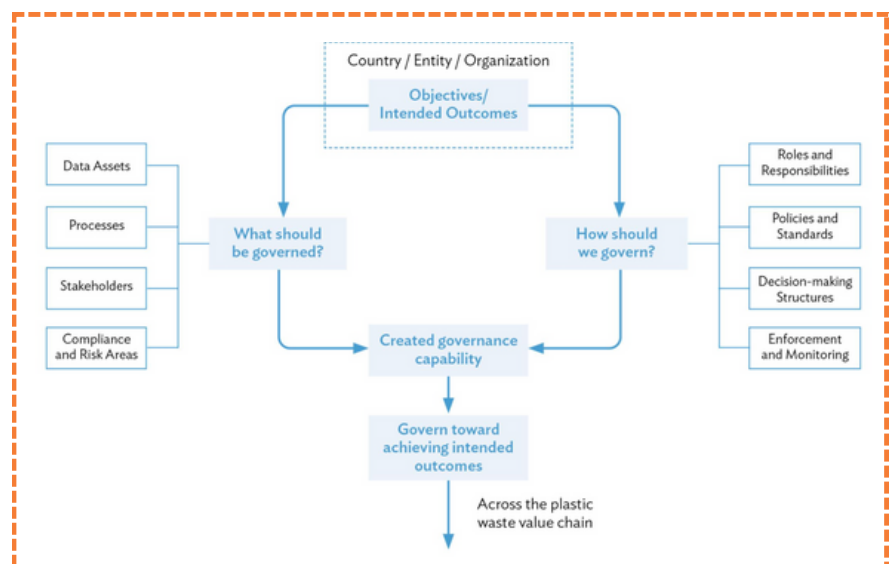 Country / Entity / Organization
Objectives/
Intended Outcomes
Data Assets
Processes
Stakeholders
Compliance
and Risk Areas
What should
be governed?
How should
we govern?
Roles and
Responsibilities
Policies and
Standards
Decision-making
Structures
Enforcement
and Monitoring
Created governance
capability
Govern toward
achieving intended
outcomes
Across the plastic
waste value chain